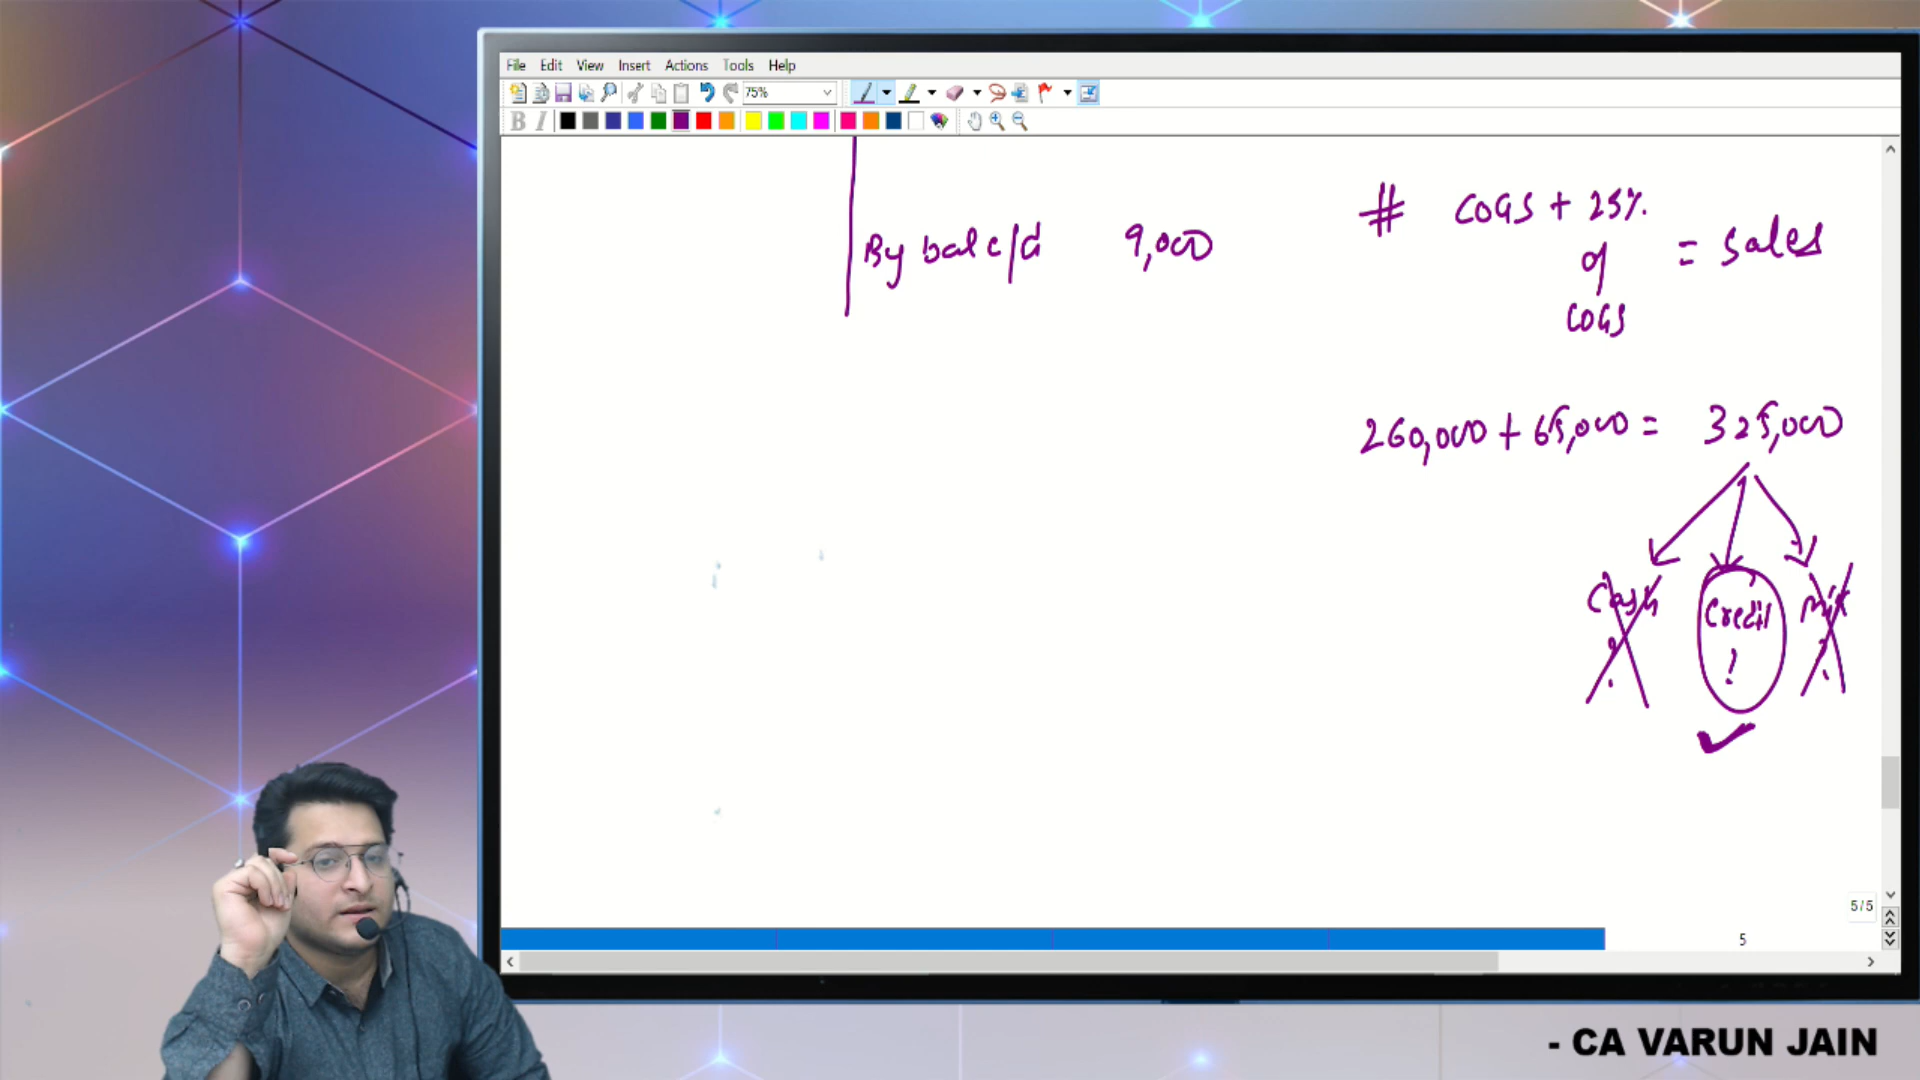 File Edit View Insert Actions Tools Help
75%
B I
By bal c/d 9,000
# COGS + 25% of COGS = Sales
260,000 + 65,000 = 325,000
Cash ?
Credit ?
Mix ?
5/5
5
- CA VARUN JAIN